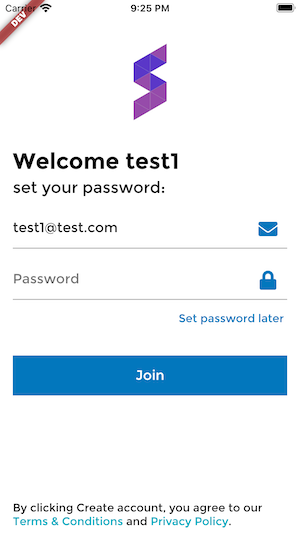 Carrier 9:25 PM
DEV
Welcome test1
set your password:
test1@test.com
Password
Set password later
Join
By clicking Create account, you agree to our
Terms & Conditions and Privacy Policy.